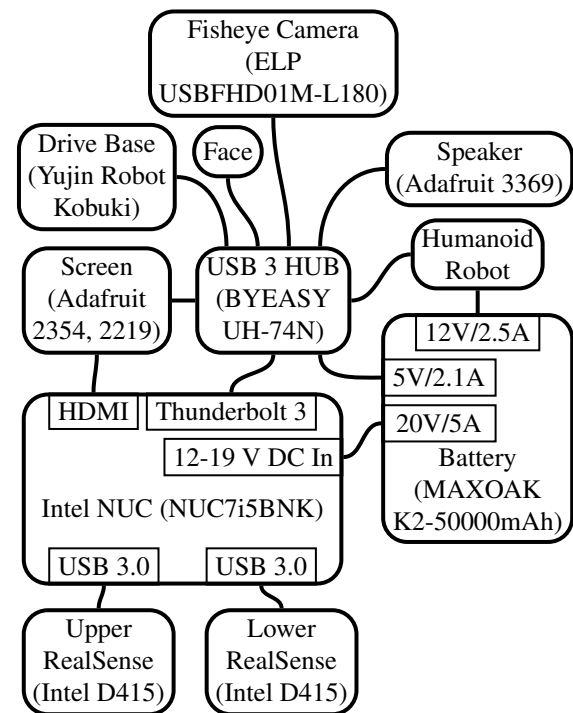 Fisheye Camera
(ELP
USBFHD01M-L180)
Drive Base
(Yujin Robot
Kobuki)
Face
Speaker
(Adafruit 3369)
Screen
(Adafruit
2354, 2219)
USB 3 HUB
(BYEASY
UH-74N)
Humanoid
Robot
12V/2.5A
5V/2.1A
20V/5A
Battery
(MAXOAK
K2-50000mAh)
HDMI
Thunderbolt 3
12-19 V DC In
Intel NUC (NUC7i5BNK)
USB 3.0
USB 3.0
Upper
RealSense
(Intel D415)
Lower
RealSense
(Intel D415)